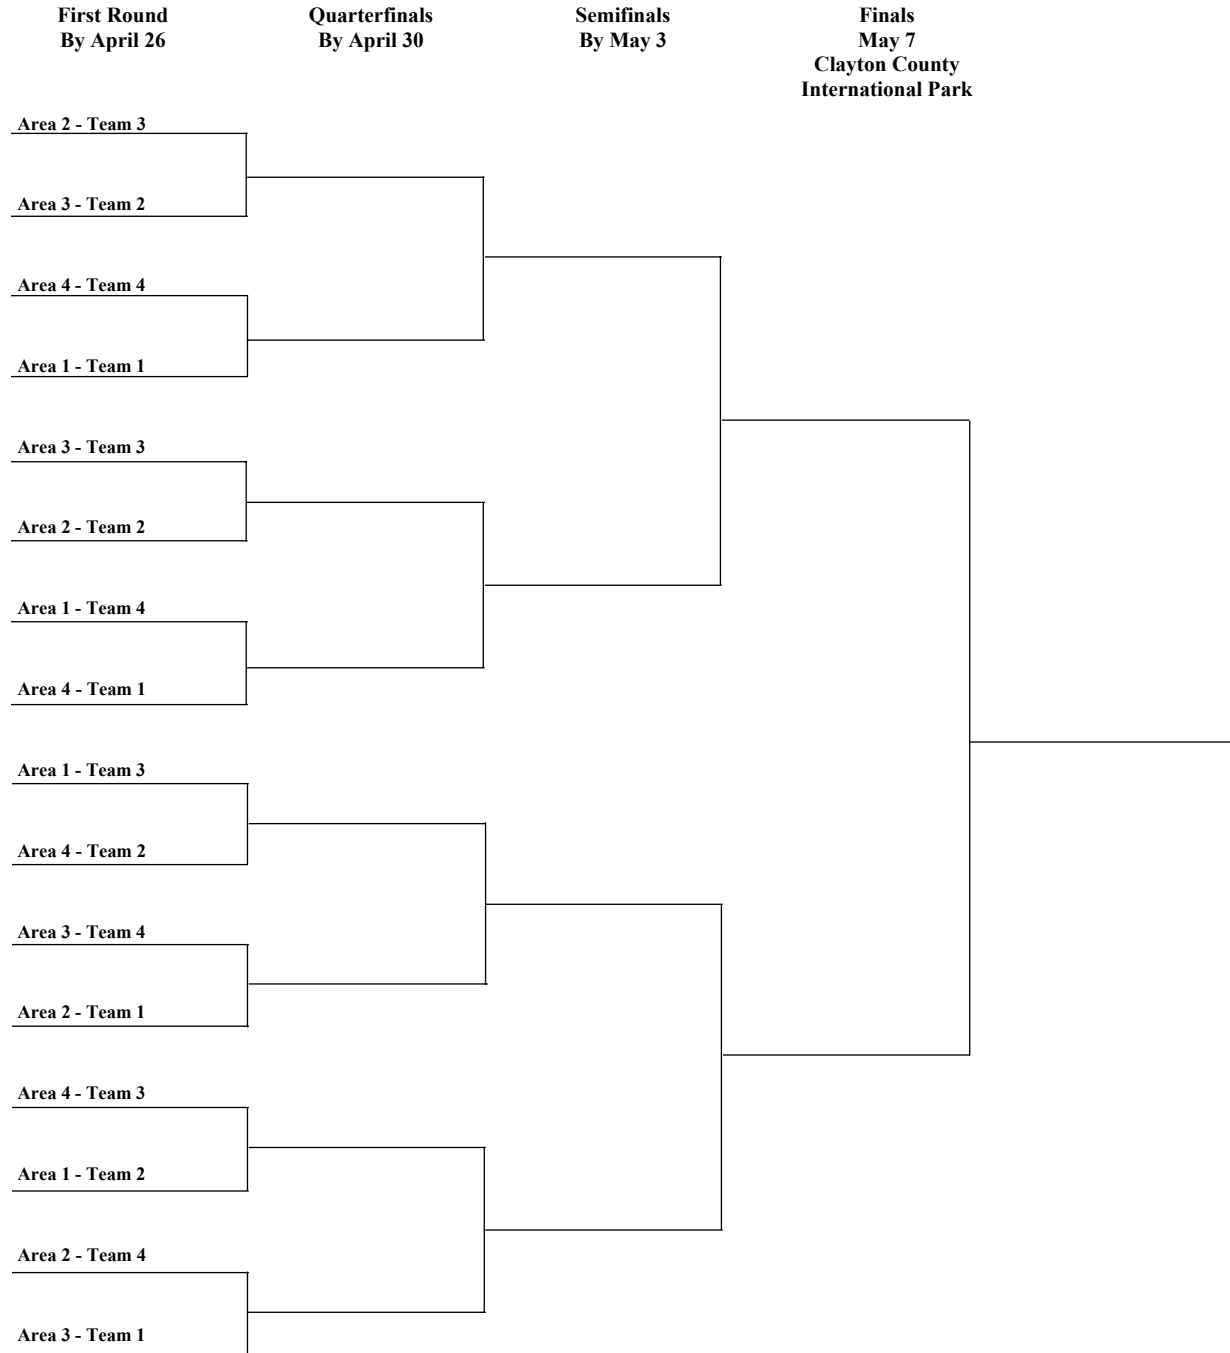 First Round
By April 26
Quarterfinals
By April 30
Semifinals
By May 3
Finals
May 7
Clayton County
International Park
Area 2 - Team 3
Area 3 - Team 2
Area 4 - Team 4
Area 1 - Team 1
Area 3 - Team 3
Area 2 - Team 2
Area 1 - Team 4
Area 4 - Team 1
Area 1 - Team 3
Area 4 - Team 2
Area 3 - Team 4
Area 2 - Team 1
Area 4 - Team 3
Area 1 - Team 2
Area 2 - Team 4
Area 3 - Team 1